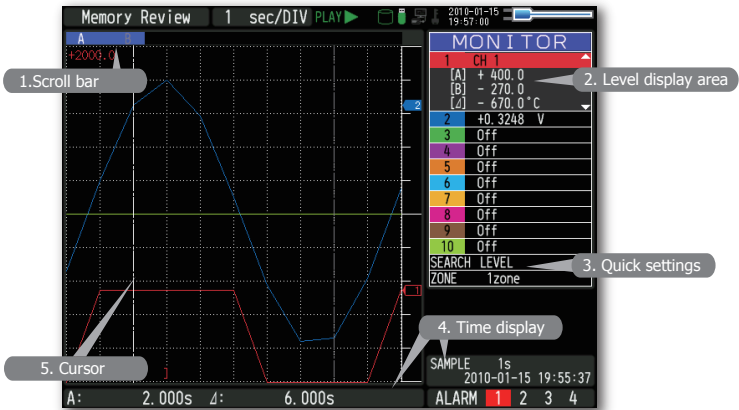 Memory Review 1 sec/DIV PLAY 2010-01-15 19:57:00
A B
+2000.0
1.Scroll bar
2
1
5. Cursor
4. Time display
A: 2.000s ⊿: 6.000s
MONITOR
1 CH 1
[A] + 400.0
[B] - 270.0
[⊿] - 670.0°C
2. Level display area
2 +0.3248 V
3 Off
4 Off
5 Off
6 Off
7 Off
8 Off
9 Off
10 Off
SEARCH LEVEL
3. Quick settings
ZONE 1zone
SAMPLE 1s
2010-01-15 19:55:37
ALARM 1 2 3 4